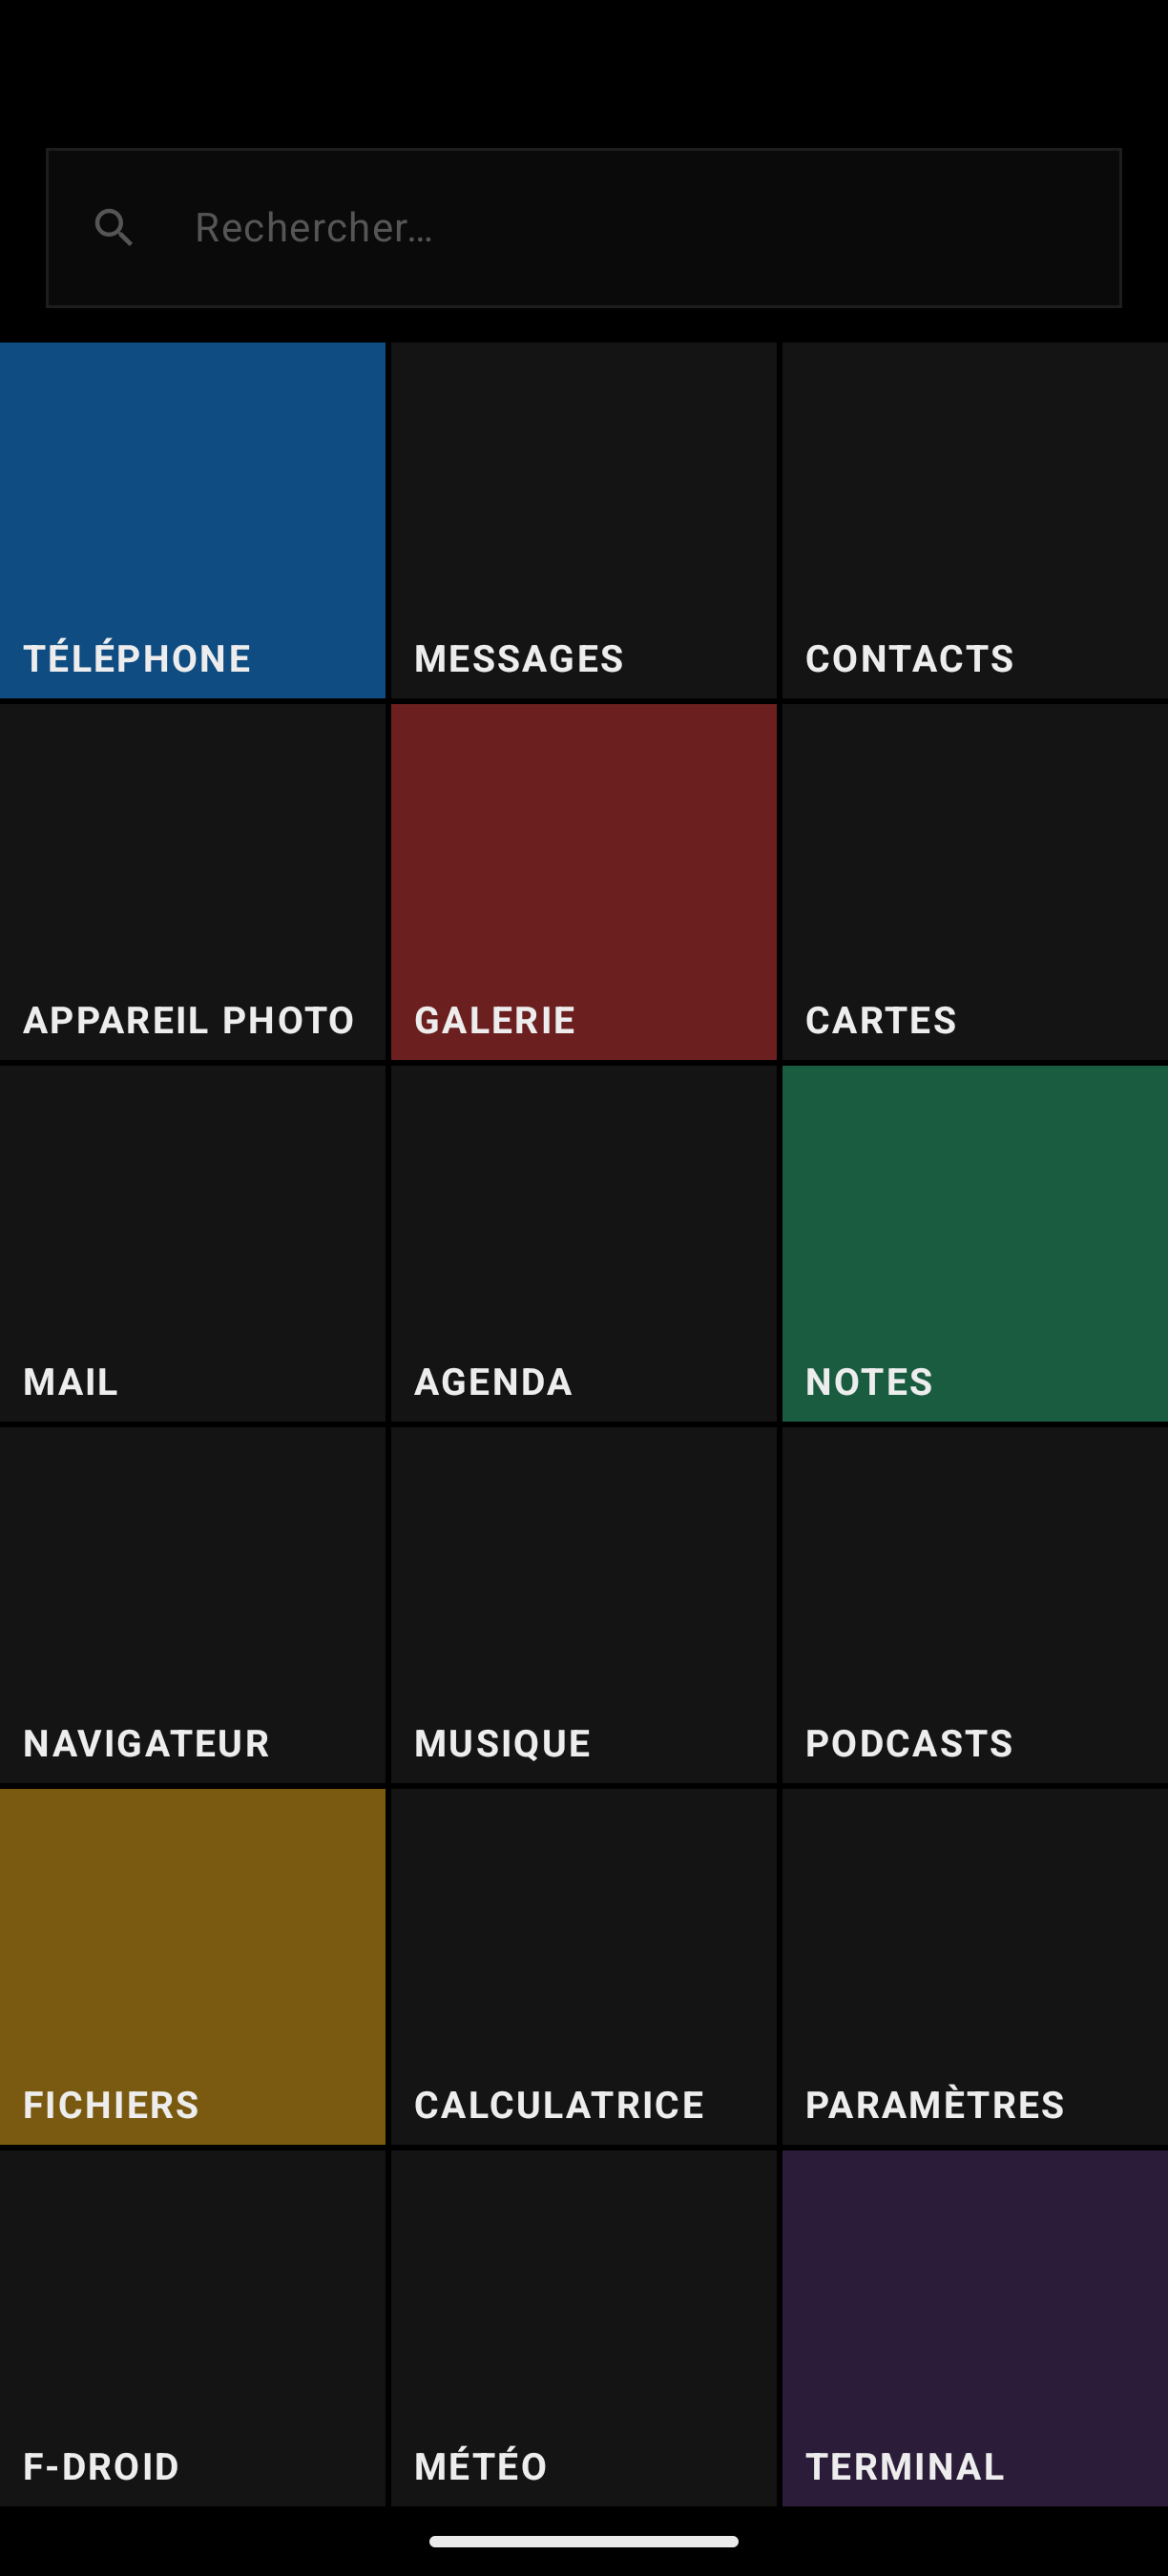 Rechercher…
TÉLÉPHONE
MESSAGES
CONTACTS
APPAREIL PHOTO
GALERIE
CARTES
MAIL
AGENDA
NOTES
NAVIGATEUR
MUSIQUE
PODCASTS
FICHIERS
CALCULATRICE
PARAMÈTRES
F-DROID
MÉTÉO
TERMINAL